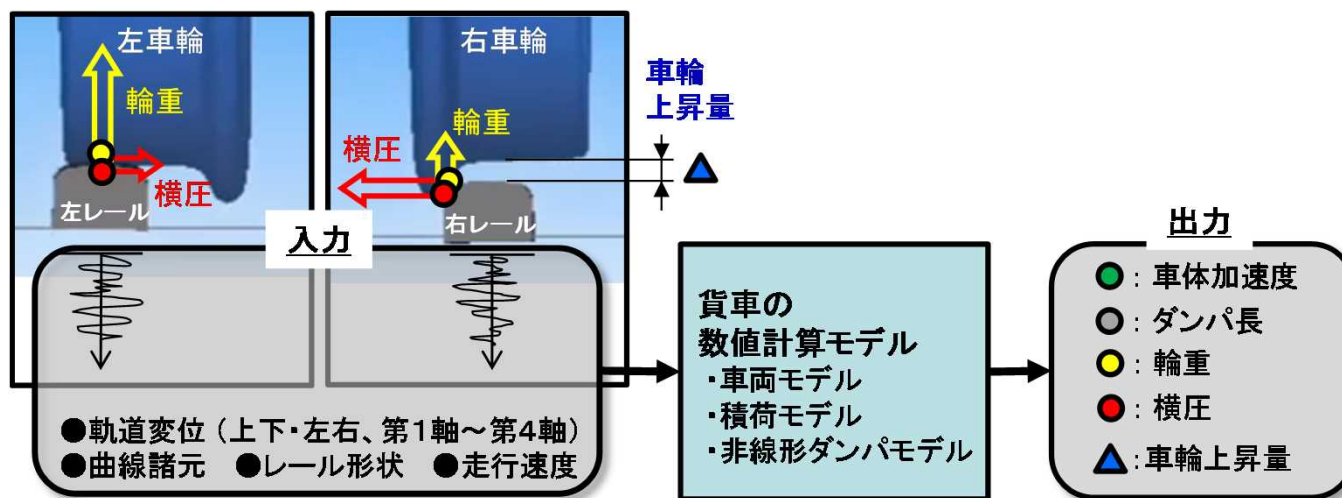 左車輪
輪重
横圧
左レール
右車輪
輪重
横圧
右レール
車輪
上昇量
入力
●軌道変位（上下・左右、第１軸～第４軸）
●曲線諸元　●レール形状　●走行速度
貨車の
数値計算モデル
・車両モデル
・積荷モデル
・非線形ダンパモデル
出力
：車体加速度
：ダンパ長
：輪重
：横圧
：車輪上昇量